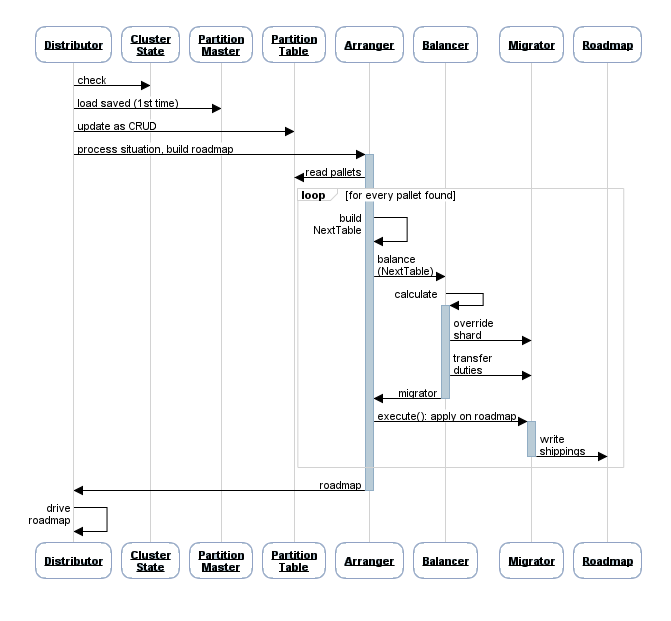 Distributor
Cluster
State
Partition
Master
Partition
Table
Arranger
Balancer
Migrator
Roadmap
check
load saved (1st time)
update as CRUD
process situation, build roadmap
read pallets
loop [for every pallet found]
build
NextTable
balance
(NextTable)
calculate
override
shard
transfer
duties
migrator
execute(): apply on roadmap
write
shippings
roadmap
drive
roadmap
Distributor
Cluster
State
Partition
Master
Partition
Table
Arranger
Balancer
Migrator
Roadmap